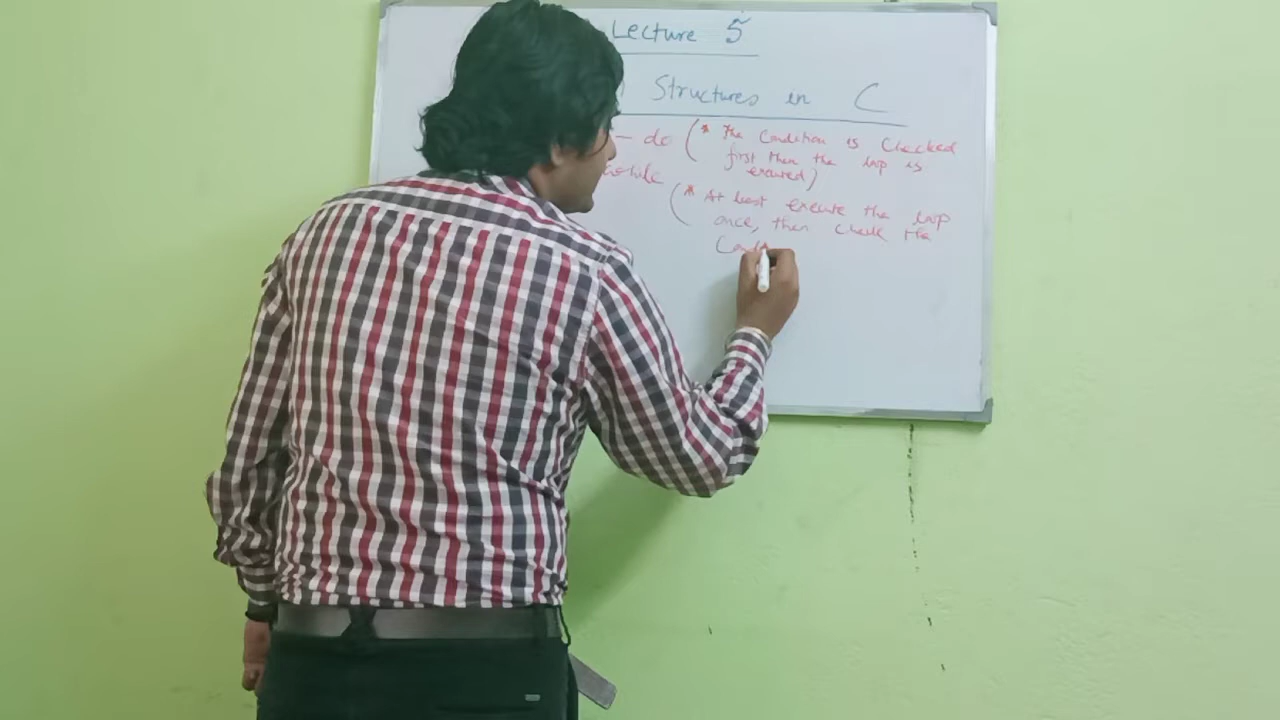 Lecture 5
Structures in C
— do (* The Condition is Checked
first then the loop is
while
(* At least execute the loop
once, then check the